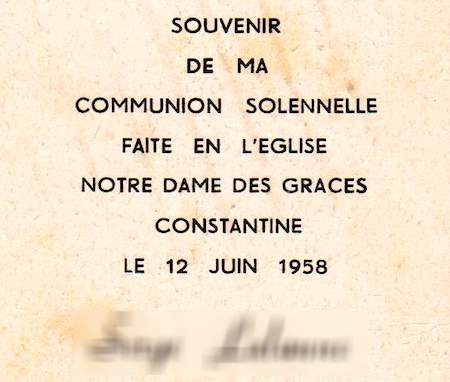 SOUVENIR
DE MA
COMMUNION SOLENNELLE
FAITE EN L'EGLISE
NOTRE DAME DES GRACES
CONSTANTINE
LE 12 JUIN 1958